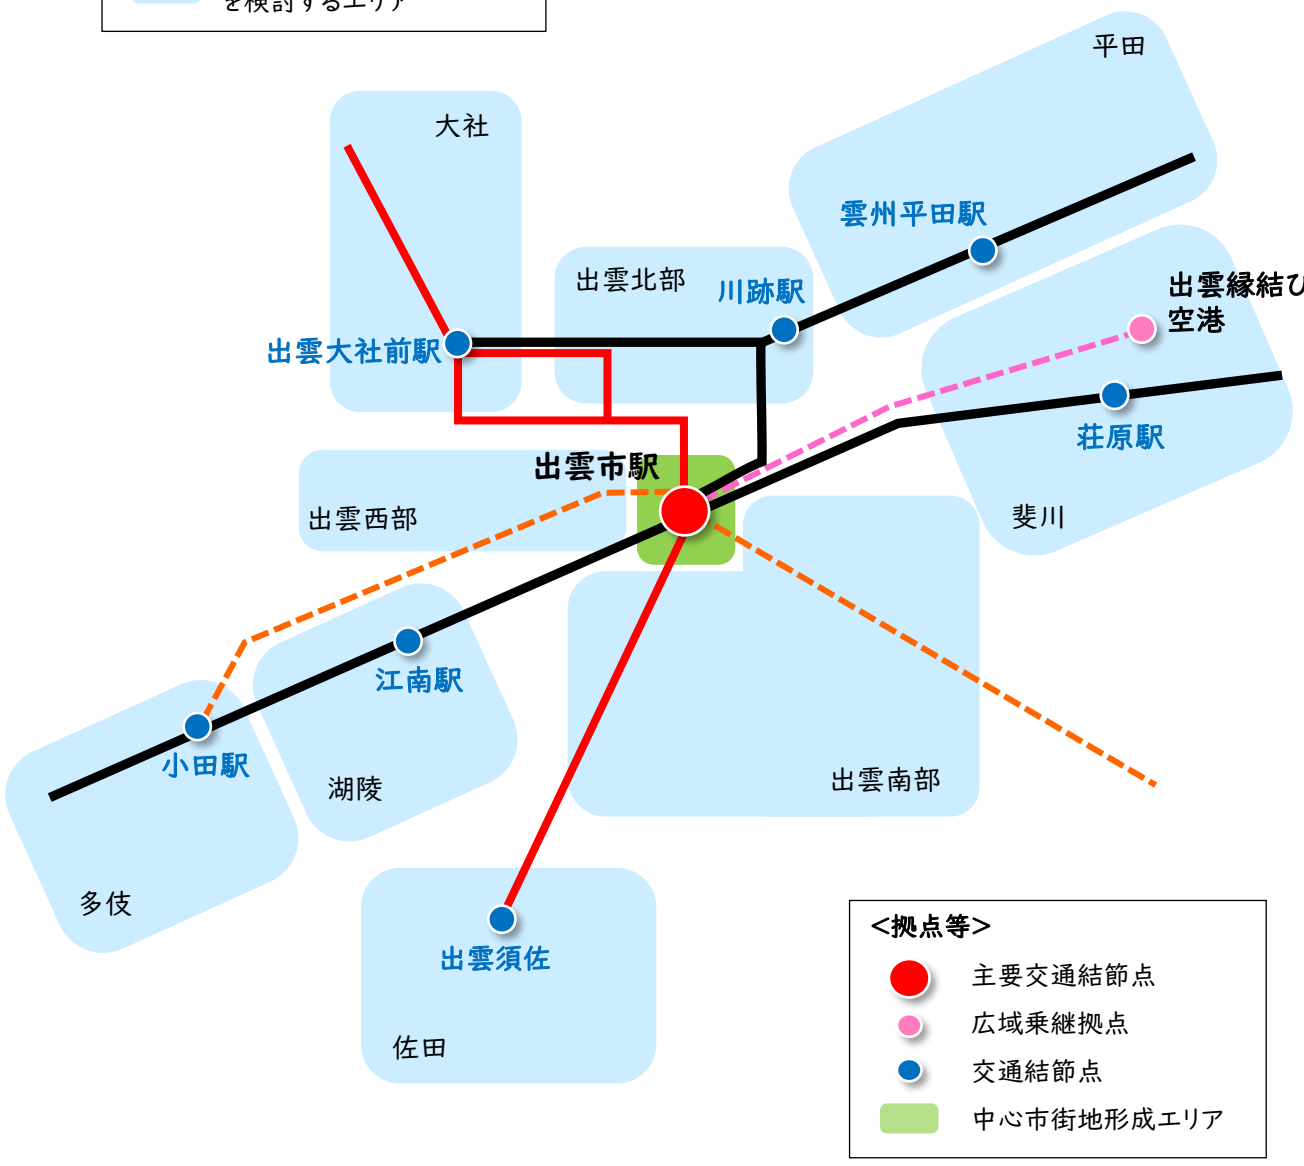 を検討するエリア
平田
大社
雲州平田駅
出雲北部
川跡駅
出雲縁結び
空港
出雲大社前駅
荘原駅
出雲市駅
出雲西部
斐川
江南駅
小田駅
湖陵
出雲南部
多伎
出雲須佐
佐田
<拠点等>
主要交通結節点
広域乗継拠点
交通結節点
中心市街地形成エリア